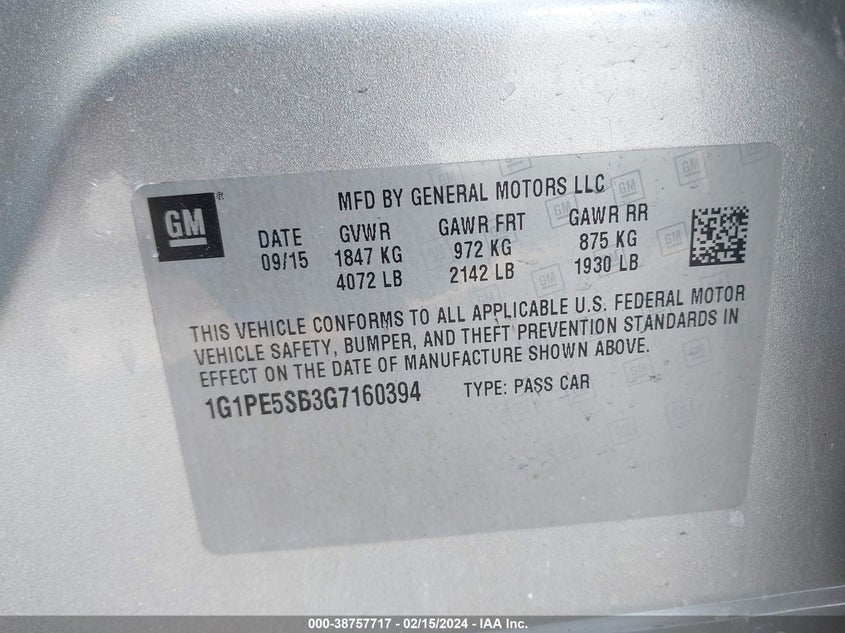 GM ®
MFD BY GENERAL MOTORS LLC
DATE GVWR GAWR FRT GAWR RR
09/15 1847 KG 972 KG 875 KG
4072 LB 2142 LB 1930 LB
THIS VEHICLE CONFORMS TO ALL APPLICABLE U.S. FEDERAL MOTOR
VEHICLE SAFETY, BUMPER, AND THEFT PREVENTION STANDARDS IN
EFFECT ON THE DATE OF MANUFACTURE SHOWN ABOVE.
1G1PE5SB3G7160394 TYPE: PASS CAR
000-38757717 - 02/15/2024 - IAA Inc.